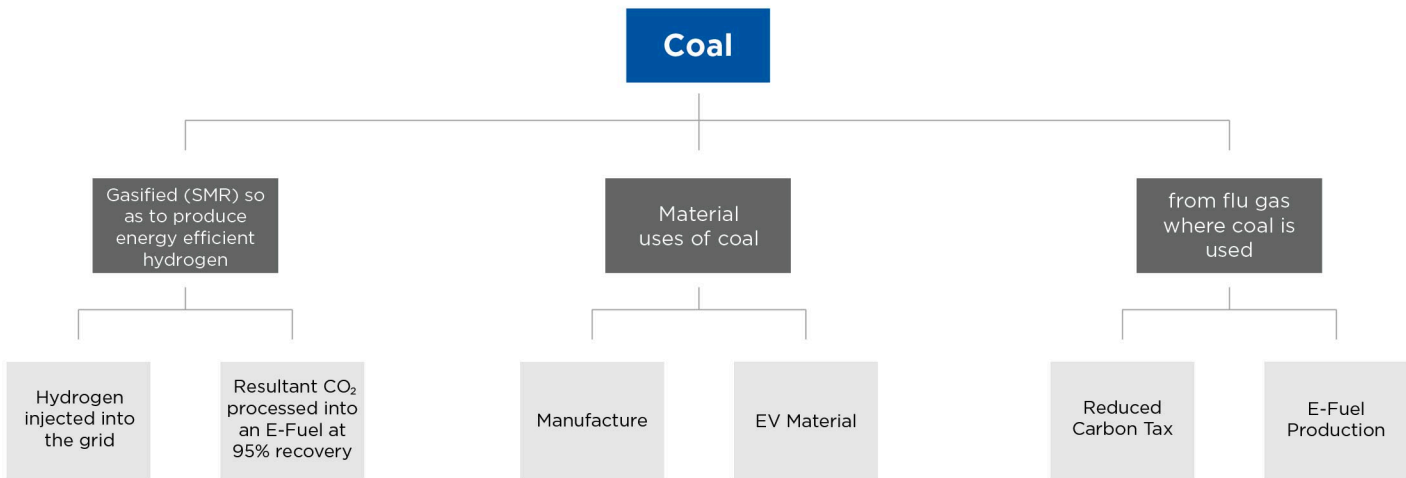 Coal
Gasified (SMR) so
as to produce
energy efficient
hydrogen
Material
uses of coal
from flu gas
where coal is
used
Hydrogen
injected into
the grid
Resultant CO₂
processed into
an E-Fuel at
95% recovery
Manufacture
EV Material
Reduced
Carbon Tax
E-Fuel
Production